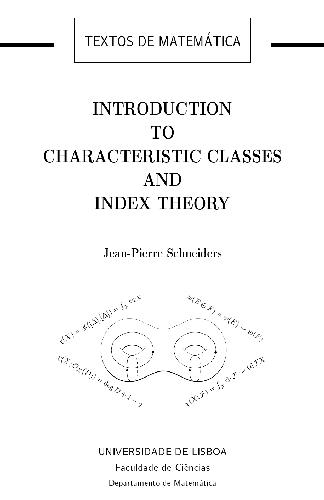 TEXTOS DE MATEMÁTICA
INTRODUCTION
TO
CHARACTERISTIC CLASSES
AND
INDEX THEORY
Jean-Pierre Schneiders
UNIVERSIDADE DE LISBOA
Faculdade de Ciências
Departamento de Matemática